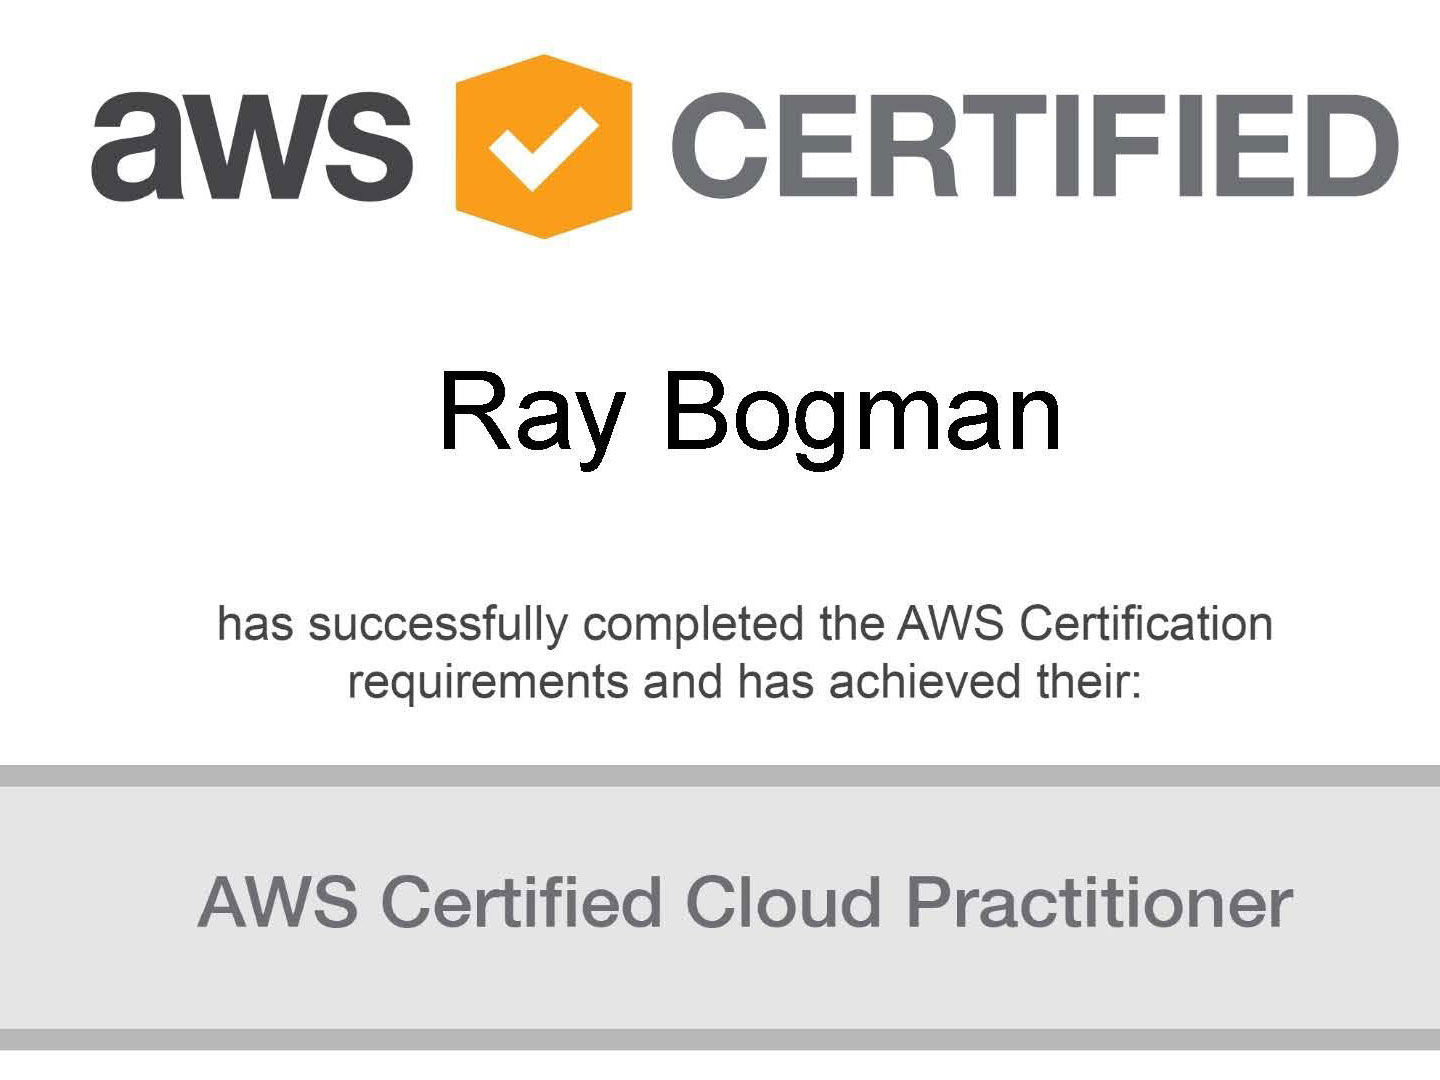 aws CERTIFIED
Ray Bogman
has successfully completed the AWS Certification
requirements and has achieved their:
AWS Certified Cloud Practitioner